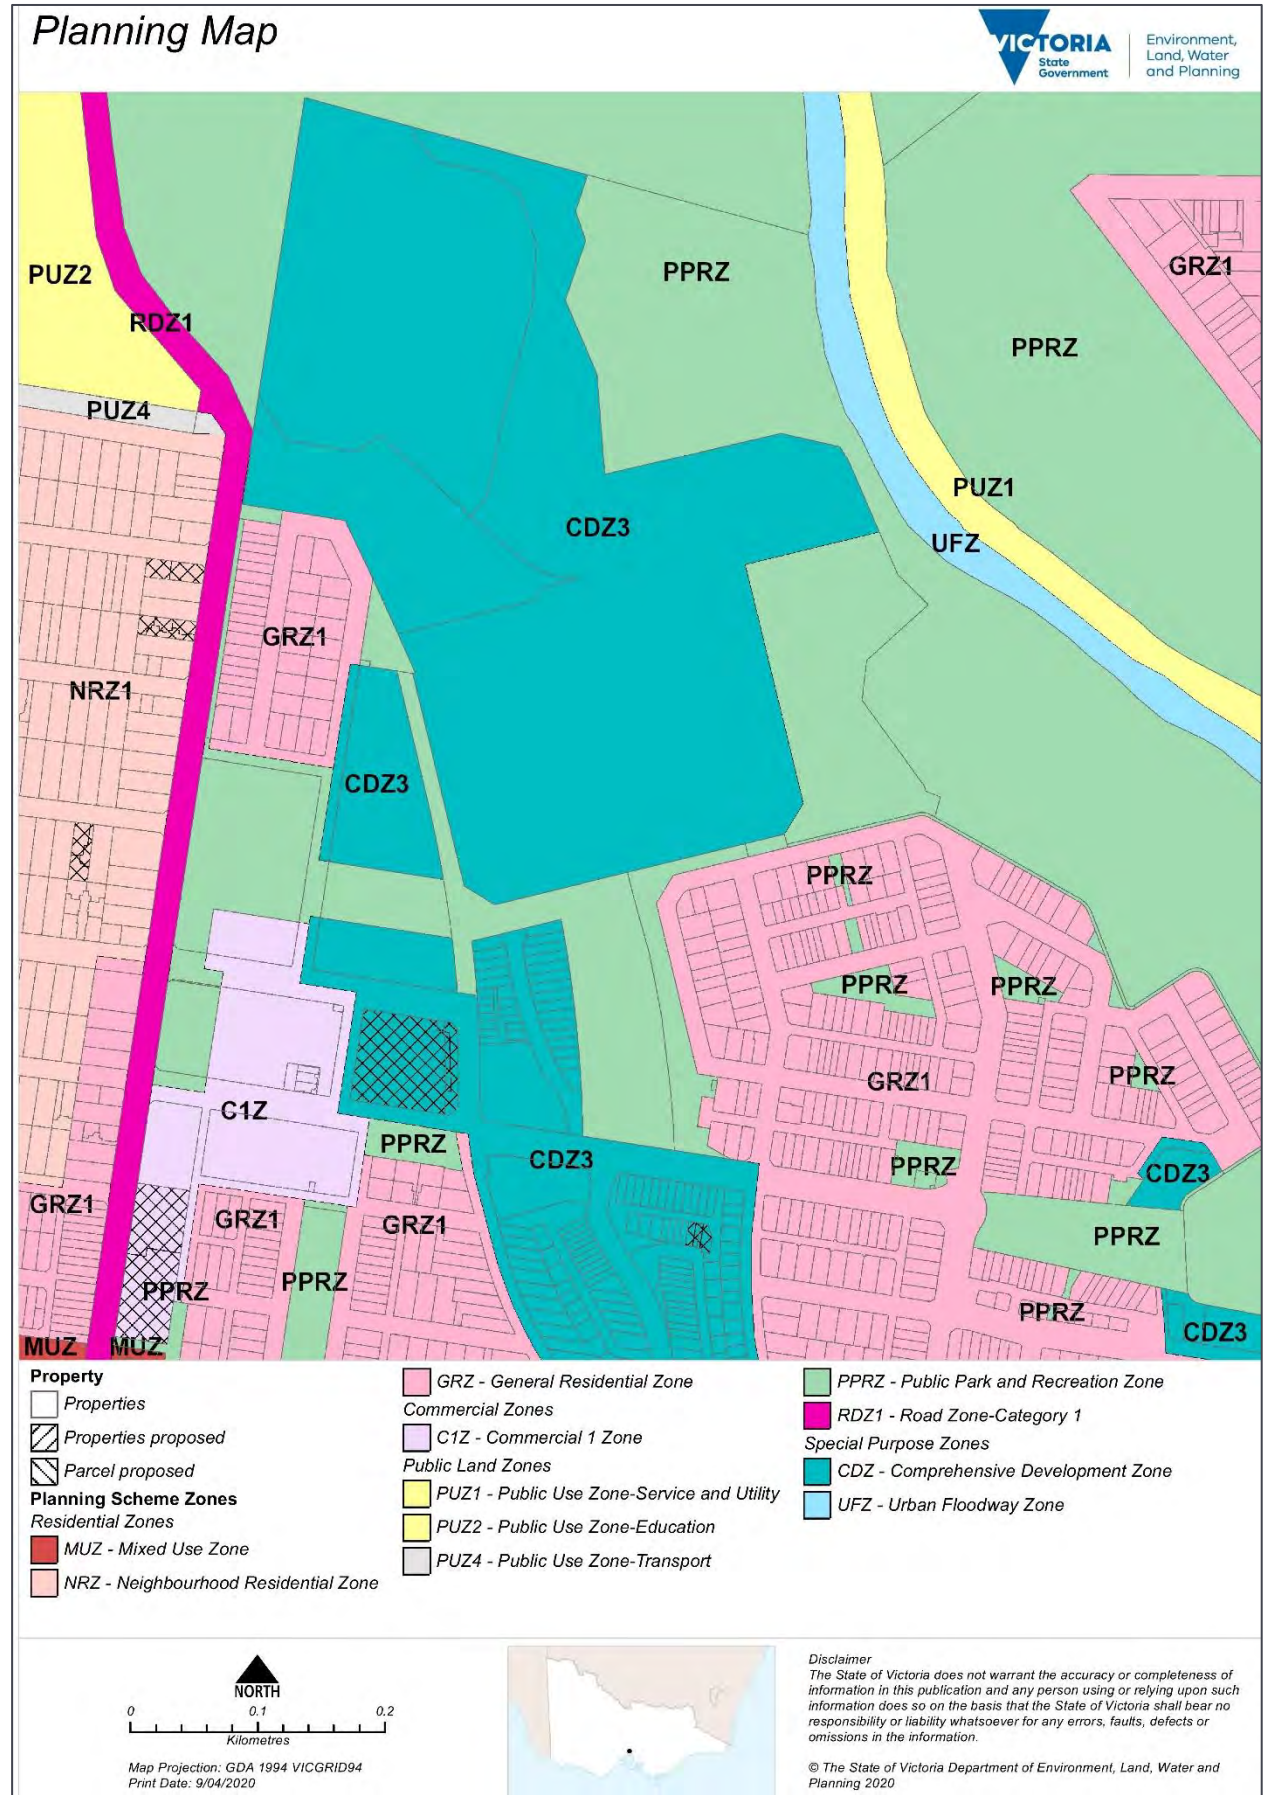 Planning Map
VICTORIA
State
Government
Environment,
Land, Water
and Planning
PUZ2
RDZ1
PPRZ
GRZ1
PPRZ
PUZ4
PUZ1
CDZ3
UFZ
GRZ1
NRZ1
CDZ3
PPRZ
PPRZ
PPRZ
GRZ1
PPRZ
C1Z
PPRZ
CDZ3
PPRZ
CDZ3
GRZ1
GRZ1
GRZ1
PPRZ
PPRZ
PPRZ
PPRZ
CDZ3
MUZ
MUZ
Property
Properties
Properties proposed
Parcel proposed
Planning Scheme Zones
Residential Zones
MUZ - Mixed Use Zone
NRZ - Neighbourhood Residential Zone
GRZ - General Residential Zone
Commercial Zones
C1Z - Commercial 1 Zone
Public Land Zones
PUZ1 - Public Use Zone-Service and Utility
PUZ2 - Public Use Zone-Education
PUZ4 - Public Use Zone-Transport
PPRZ - Public Park and Recreation Zone
RDZ1 - Road Zone-Category 1
Special Purpose Zones
CDZ - Comprehensive Development Zone
UFZ - Urban Floodway Zone
NORTH
0 0.1 0.2
Kilometres
Map Projection: GDA 1994 VICGRID94
Print Date: 9/04/2020
Disclaimer
The State of Victoria does not warrant the accuracy or completeness of
information in this publication and any person using or relying upon such
information does so on the basis that the State of Victoria shall bear no
responsibility or liability whatsoever for any errors, faults, defects or
omissions in the information.
© The State of Victoria Department of Environment, Land, Water and
Planning 2020